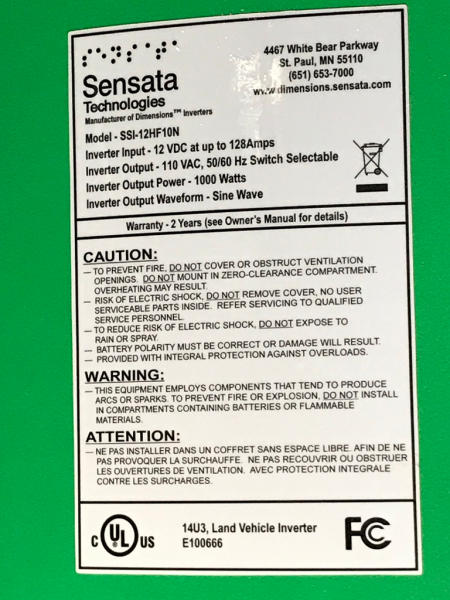 Sensata
Technologies
Manufacturer of Dimensions™ Inverters
4467 White Bear Parkway
St. Paul, MN 55110
(651) 653-7000
www.dimensions.sensata.com
Model - SSI-12HF10N
Inverter Input - 12 VDC at up to 128Amps
Inverter Output - 110 VAC, 50/60 Hz Switch Selectable
Inverter Output Power - 1000 Watts
Inverter Output Waveform - Sine Wave
Warranty - 2 Years (see Owner's Manual for details)
CAUTION:
— TO PREVENT FIRE, DO NOT COVER OR OBSTRUCT VENTILATION
OPENINGS. DO NOT MOUNT IN ZERO-CLEARANCE COMPARTMENT.
OVERHEATING MAY RESULT.
— RISK OF ELECTRIC SHOCK, DO NOT REMOVE COVER, NO USER
SERVICEABLE PARTS INSIDE. REFER SERVICING TO QUALIFIED
SERVICE PERSONNEL.
— TO REDUCE RISK OF ELECTRIC SHOCK, DO NOT EXPOSE TO
RAIN OR SPRAY.
— BATTERY POLARITY MUST BE CORRECT OR DAMAGE WILL RESULT.
— PROVIDED WITH INTEGRAL PROTECTION AGAINST OVERLOADS.
WARNING:
— THIS EQUIPMENT EMPLOYS COMPONENTS THAT TEND TO PRODUCE
ARCS OR SPARKS. TO PREVENT FIRE OR EXPLOSION, DO NOT INSTALL
IN COMPARTMENTS CONTAINING BATTERIES OR FLAMMABLE
MATERIALS.
ATTENTION:
— NE PAS INSTALLER DANS UN COFFRET SANS ESPACE LIBRE. AFIN DE NE
PAS PROVOQUER LA SURCHAUFFE. NE PAS RECOUVRIR OU OBSTRUER
LES OUVERTURES DE VENTILATION. AVEC PROTECTION INTEGRALE
CONTRE LES SURCHARGES.
C UL US
14U3, Land Vehicle Inverter
E100666
FC